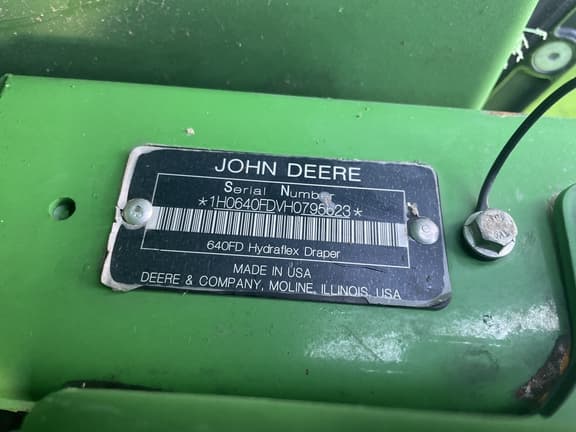 JOHN DEERE
Serial Number
*1H0640FDVH0795623*
640FD Hydraflex Draper
MADE IN USA
DEERE & COMPANY, MOLINE, ILLINOIS, USA